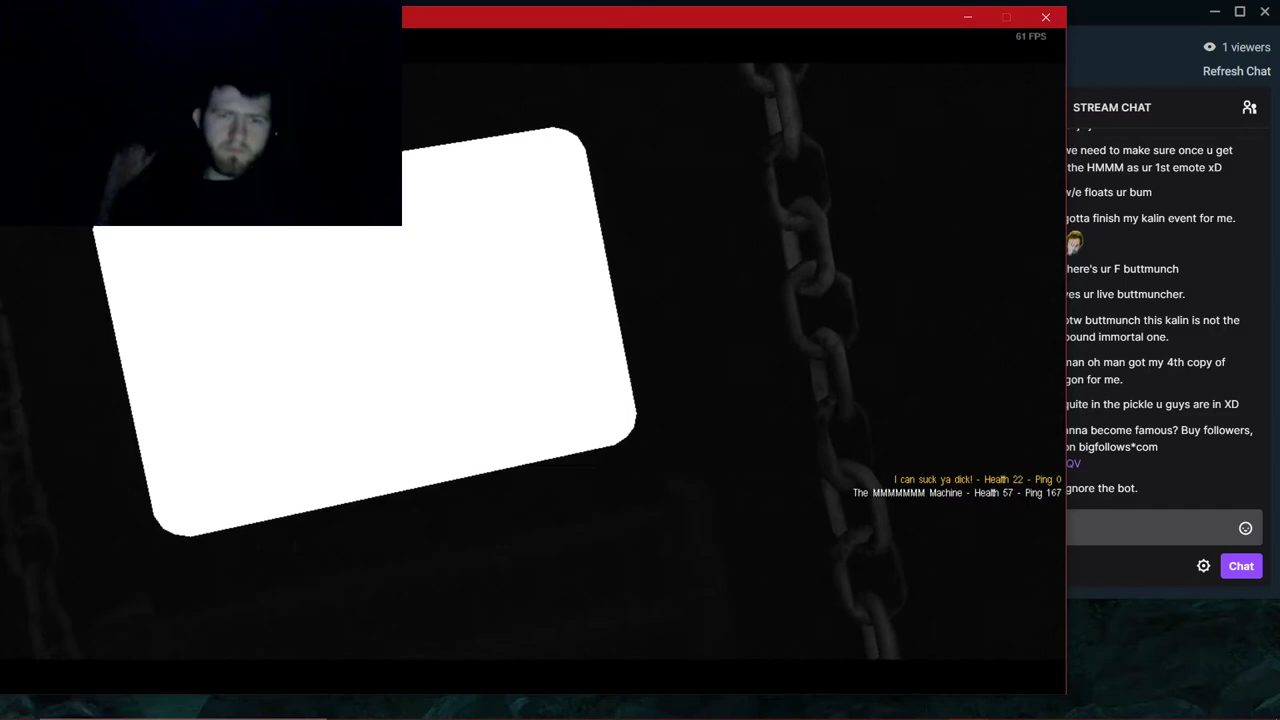 61 FPS
1 viewers
Refresh Chat
STREAM CHAT
we need to make sure once u get
the HMMM as ur 1st emote xD
w/e floats ur bum
gotta finish my kalin event for me.
here's ur F buttmunch
yes ur live buttmuncher.
btw buttmunch this kalin is not the
bound immortal one.
man oh man got my 4th copy of
gon for me.
quite in the pickle u guys are in XD
anna become famous? Buy followers,
on bigfollows*com
QV
ignore the bot.
I can suck ya dick! - Health 22 - Ping 0
The MMMMMMM Machine - Health 57 - Ping 167
Chat